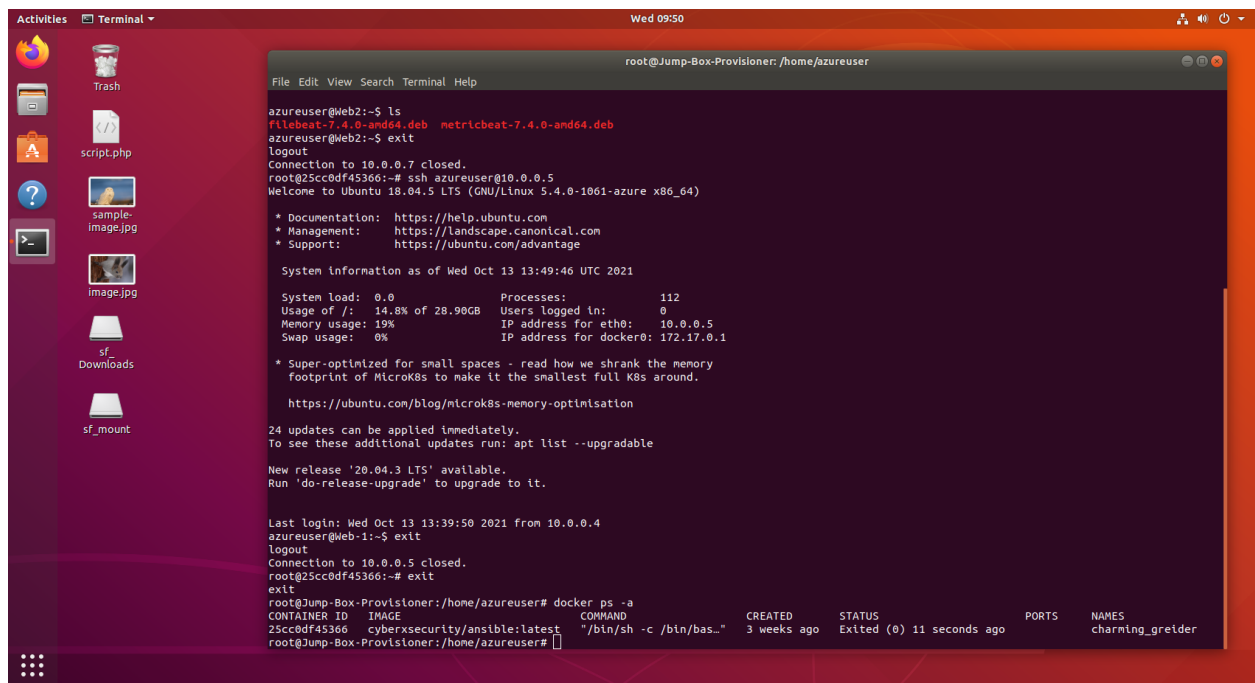 Activities Terminal
Wed 09:50
Trash
script.php
sample-
image.jpg
image.jpg
sf_
Downloads
sf_mount
root@Jump-Box-Provisioner: /home/azureuser
File Edit View Search Terminal Help
azureuser@Web2:~$ ls
filebeat-7.4.0-amd64.deb  metricbeat-7.4.0-amd64.deb
azureuser@Web2:~$ exit
logout
Connection to 10.0.0.7 closed.
root@25cc0df45366:~# ssh azureuser@10.0.0.5
Welcome to Ubuntu 18.04.5 LTS (GNU/Linux 5.4.0-1061-azure x86_64)
* Documentation:  https://help.ubuntu.com
* Management:     https://landscape.canonical.com
* Support:        https://ubuntu.com/advantage
System information as of Wed Oct 13 13:49:46 UTC 2021
System load:  0.0                Processes:              112
Usage of /:   14.8% of 28.90GB   Users logged in:        0
Memory usage: 19%                IP address for eth0:    10.0.0.5
Swap usage:   0%                 IP address for docker0: 172.17.0.1
* Super-optimized for small spaces - read how we shrank the memory
footprint of MicroK8s to make it the smallest full K8s around.
https://ubuntu.com/blog/microk8s-memory-optimisation
24 updates can be applied immediately.
To see these additional updates run: apt list --upgradable
New release '20.04.3 LTS' available.
Run 'do-release-upgrade' to upgrade to it.
Last login: Wed Oct 13 13:39:50 2021 from 10.0.0.4
azureuser@Web-1:~$ exit
logout
Connection to 10.0.0.5 closed.
root@25cc0df45366:~# exit
exit
root@Jump-Box-Provisioner:/home/azureuser# docker ps -a
CONTAINER ID   IMAGE                           COMMAND                  CREATED       STATUS                      PORTS     NAMES
25cc0df45366   cyberxsecurity/ansible:latest   "/bin/sh -c /bin/bas…"   3 weeks ago   Exited (0) 11 seconds ago             charming_greider
root@Jump-Box-Provisioner:/home/azureuser#